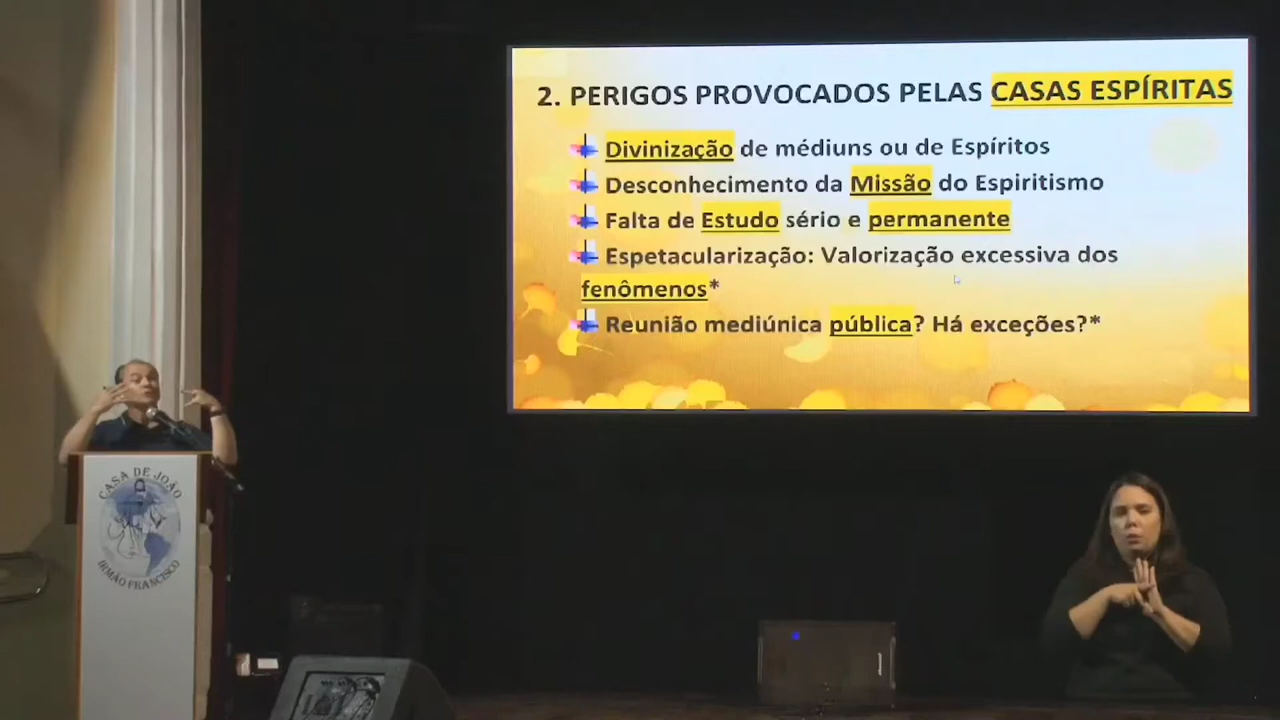 2. PERIGOS PROVOCADOS PELAS CASAS ESPÍRITAS
Divinização de médiuns ou de Espíritos
Desconhecimento da Missão do Espiritismo
Falta de Estudo sério e permanente
Espetacularização: Valorização excessiva dos
fenômenos*
Reunião mediúnica pública? Há exceções?*
CASA DE JOÃO
IRMÃO FRANCISCO